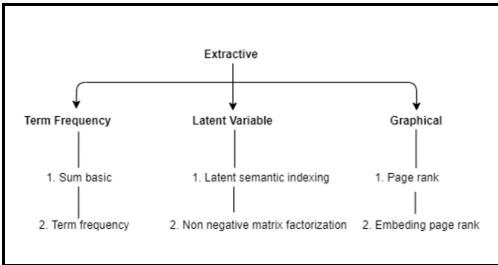 Extractive
Term Frequency
Latent Variable
Graphical
1. Sum basic
1. Latent semantic indexing
1. Page rank
2. Term frequency
2. Non negative matrix factorization
2. Embeding page rank